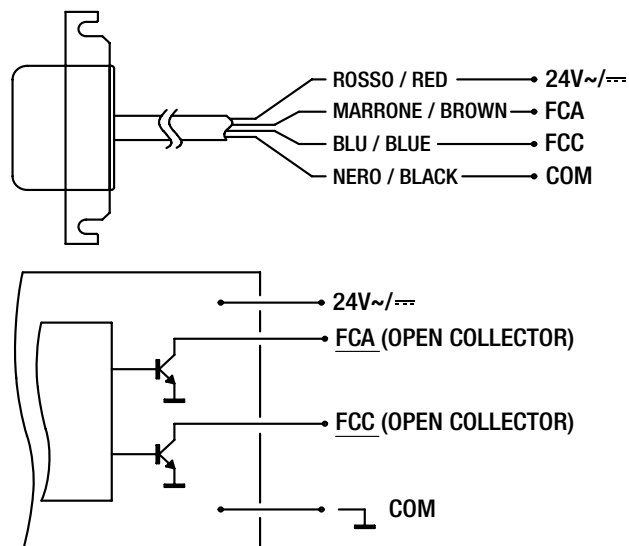 ROSSO / RED 24V~/⎓
MARRONE / BROWN FCA
BLU / BLUE FCC
NERO / BLACK COM
24V~/⎓
FCA (OPEN COLLECTOR)
FCC (OPEN COLLECTOR)
COM